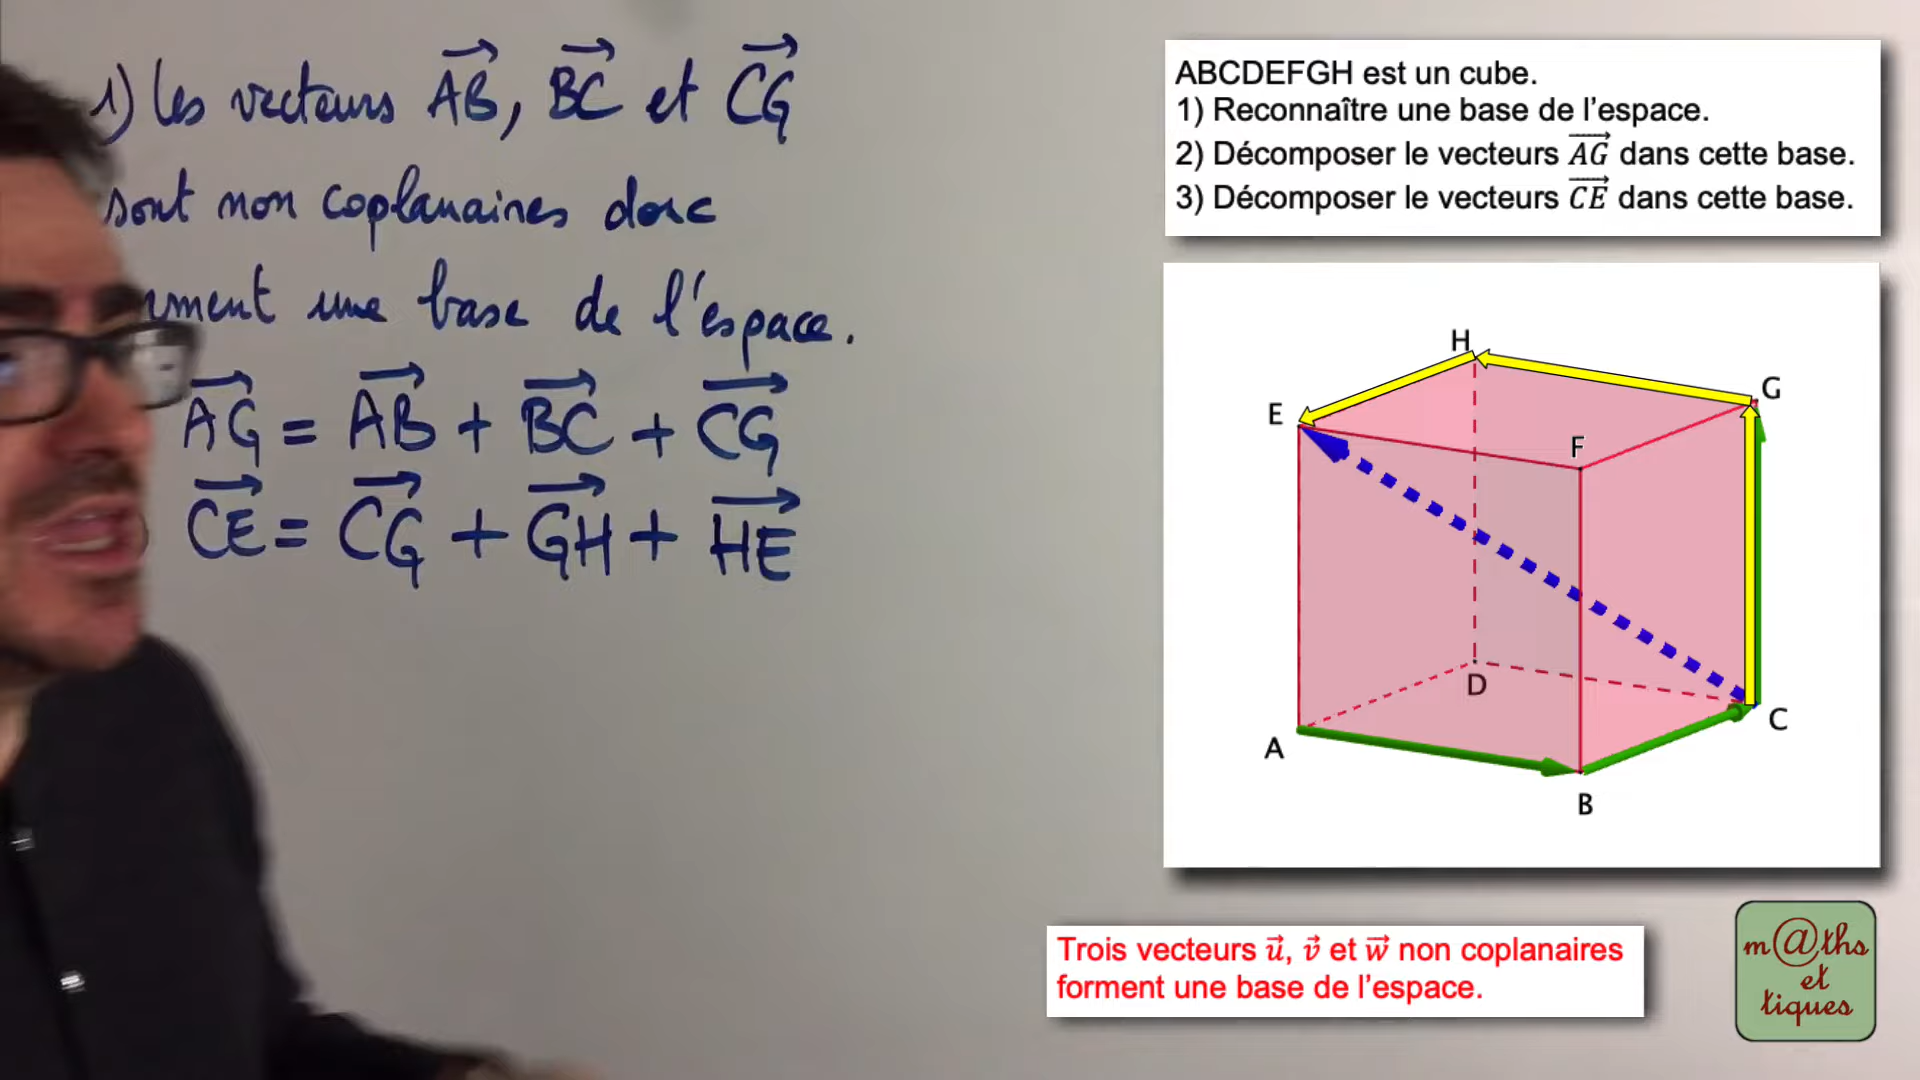 1) Les vecteurs AB, BC et CG
sont non coplanaires donc
une base de l'espace.
AG = AB + BC + CG
CE = CG + GH + HE
ABCDEFGH est un cube.
1) Reconnaître une base de l'espace.
2) Décomposer le vecteurs AG dans cette base.
3) Décomposer le vecteurs CE dans cette base.
H
G
E
F
D
C
A
B
Trois vecteurs u, v et w non coplanaires
forment une base de l'espace.
m@ths
et
tiques